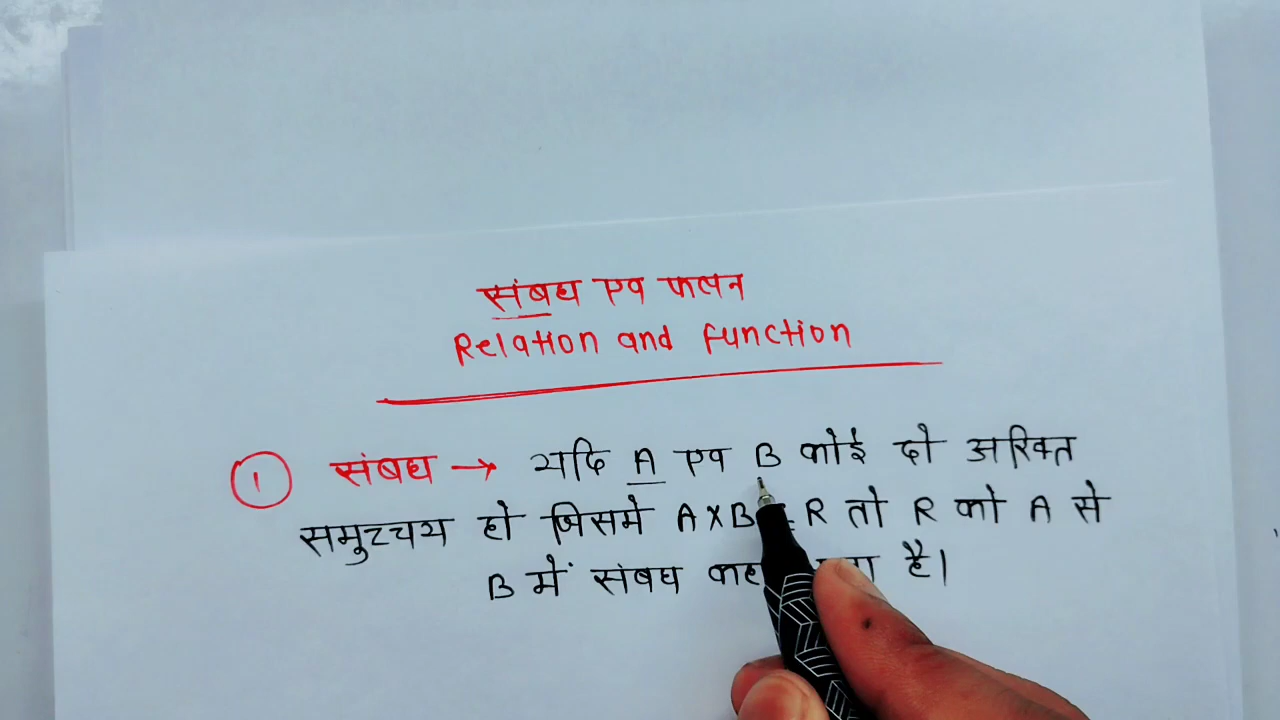 संबध एव फलन
Relation and function
① संबध → यदि A एव B कोई दो अरिक्त
समुच्चय हो जिसमे A×B = R तो R को A से
B में संबध है।